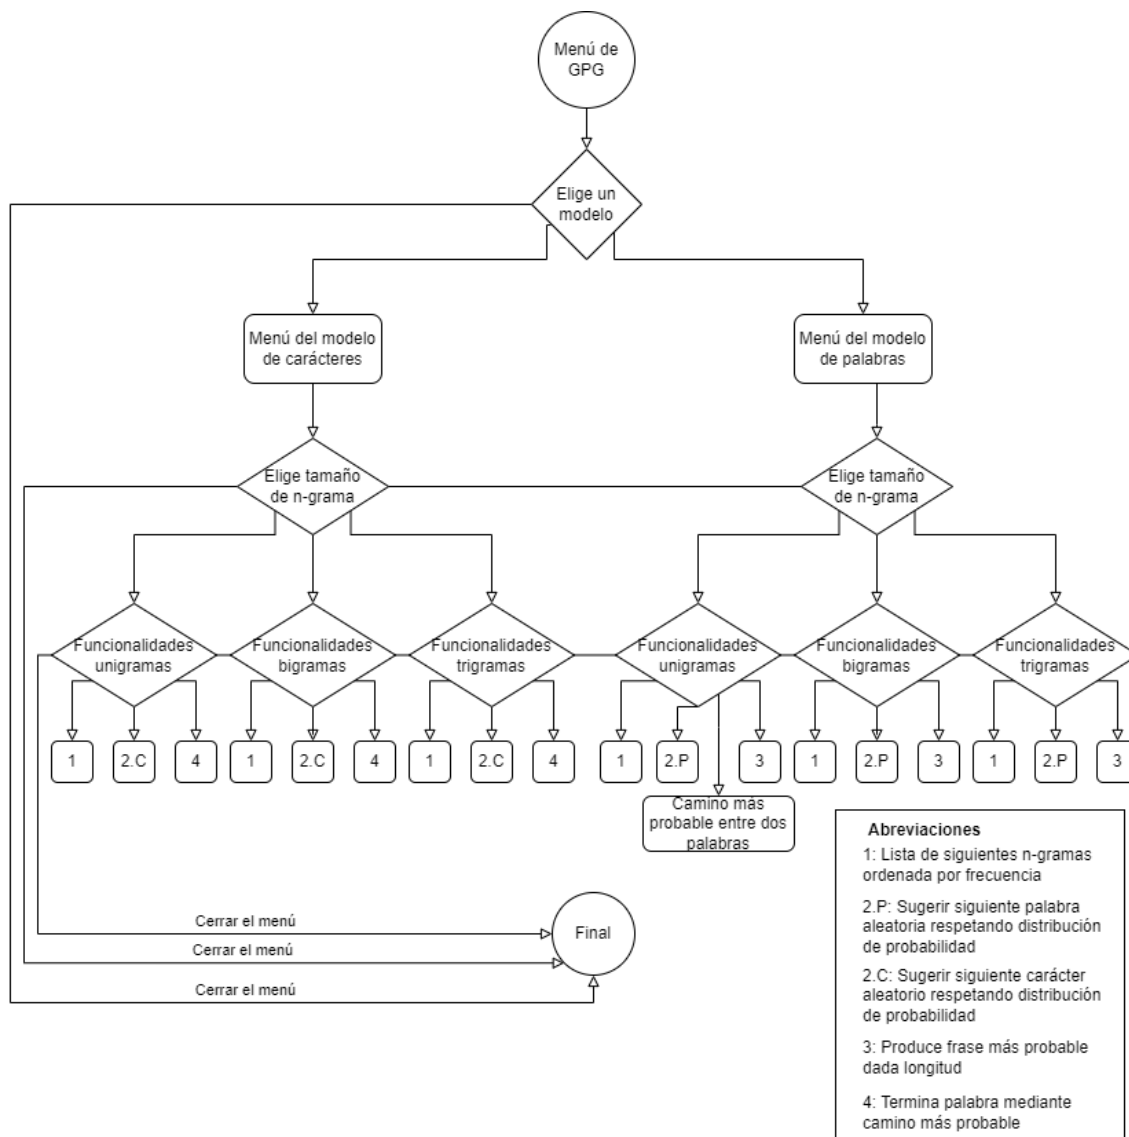 Menú de
GPG
Elige un
modelo
Menú del modelo
de carácteres
Menú del modelo
de palabras
Elige tamaño
de n-grama
Elige tamaño
de n-grama
Funcionalidades
unigramas
Funcionalidades
bigramas
Funcionalidades
trigramas
Funcionalidades
unigramas
Funcionalidades
bigramas
Funcionalidades
trigramas
1
2.C
4
1
2.C
4
1
2.C
4
1
2.P
3
1
2.P
3
1
2.P
3
Camino más
probable entre dos
palabras
Cerrar el menú
Cerrar el menú
Cerrar el menú
Final
Abreviaciones
1: Lista de siguientes n-gramas
ordenada por frecuencia
2.P: Sugerir siguiente palabra
aleatoria respetando distribución
de probabilidad
2.C: Sugerir siguiente carácter
aleatorio respetando distribución
de probabilidad
3: Produce frase más probable
dada longitud
4: Termina palabra mediante
camino más probable